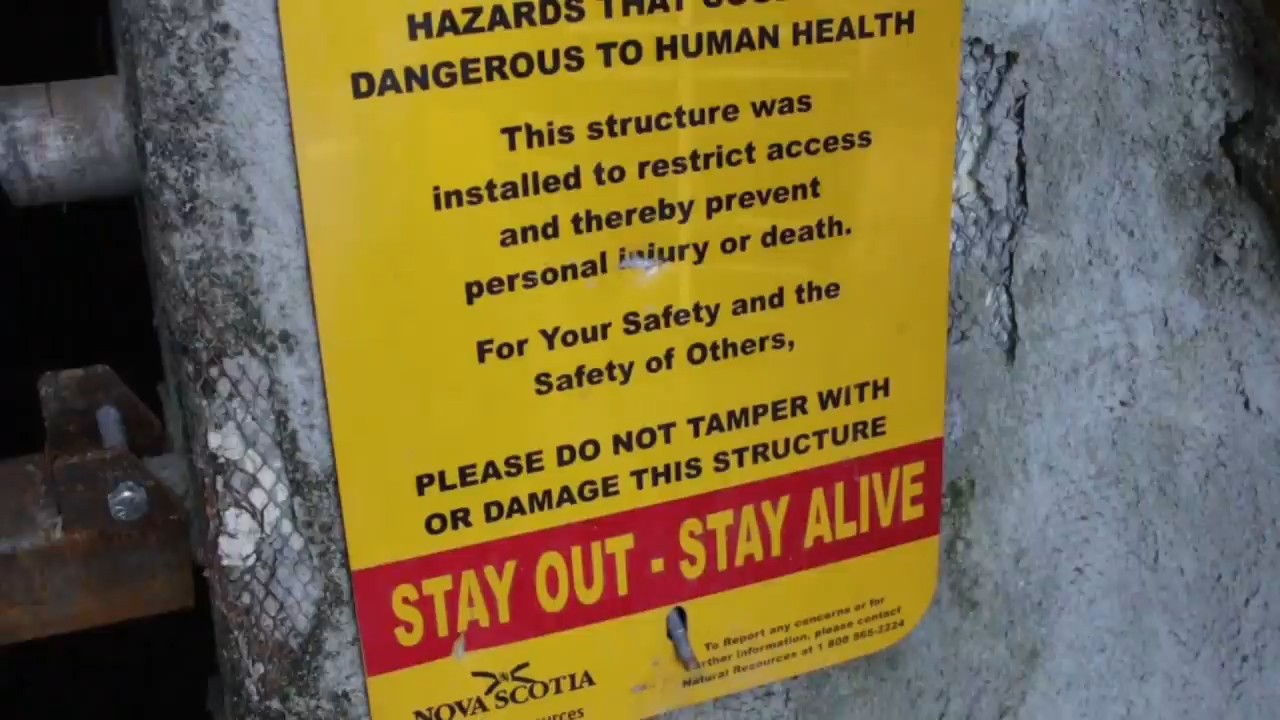 HAZARDS THAT
DANGEROUS TO HUMAN HEALTH
This structure was
installed to restrict access
and thereby prevent
personal injury or death.
For Your Safety and the
Safety of Others,
PLEASE DO NOT TAMPER WITH
OR DAMAGE THIS STRUCTURE
STAY OUT - STAY ALIVE
To Report any concerns or for
further information, please contact
Natural Resources at 1 800 565-2224
NOVA SCOTIA